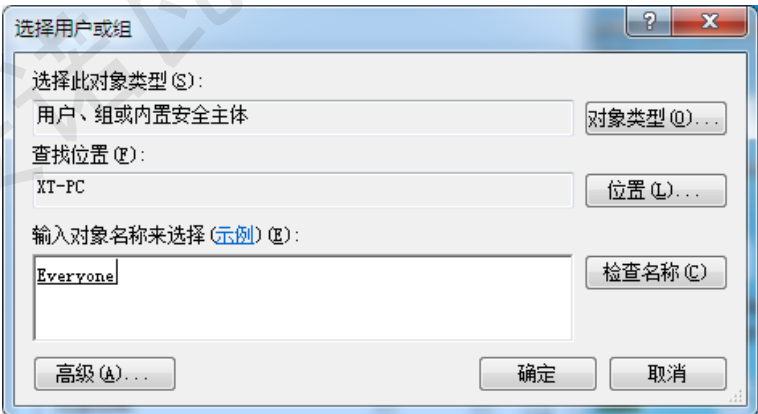 选择用户或组
选择此对象类型(S):
用户、组或内置安全主体
对象类型(O)...
查找位置(F):
XT-PC
位置(L)...
输入对象名称来选择(示例)(E):
Everyone
检查名称(C)
高级(A)...
确定
取消